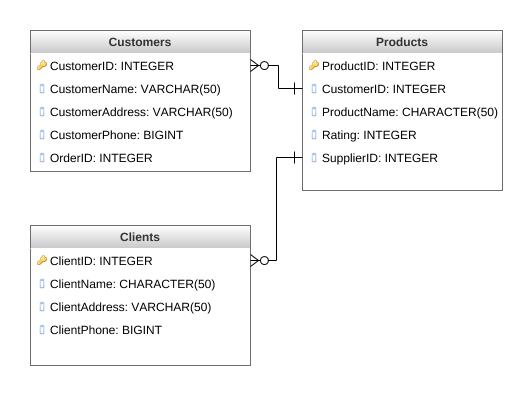 Customers
CustomerID: INTEGER
CustomerName: VARCHAR(50)
CustomerAddress: VARCHAR(50)
CustomerPhone: BIGINT
OrderID: INTEGER
Products
ProductID: INTEGER
CustomerID: INTEGER
ProductName: CHARACTER(50)
Rating: INTEGER
SupplierID: INTEGER
Clients
ClientID: INTEGER
ClientName: CHARACTER(50)
ClientAddress: VARCHAR(50)
ClientPhone: BIGINT